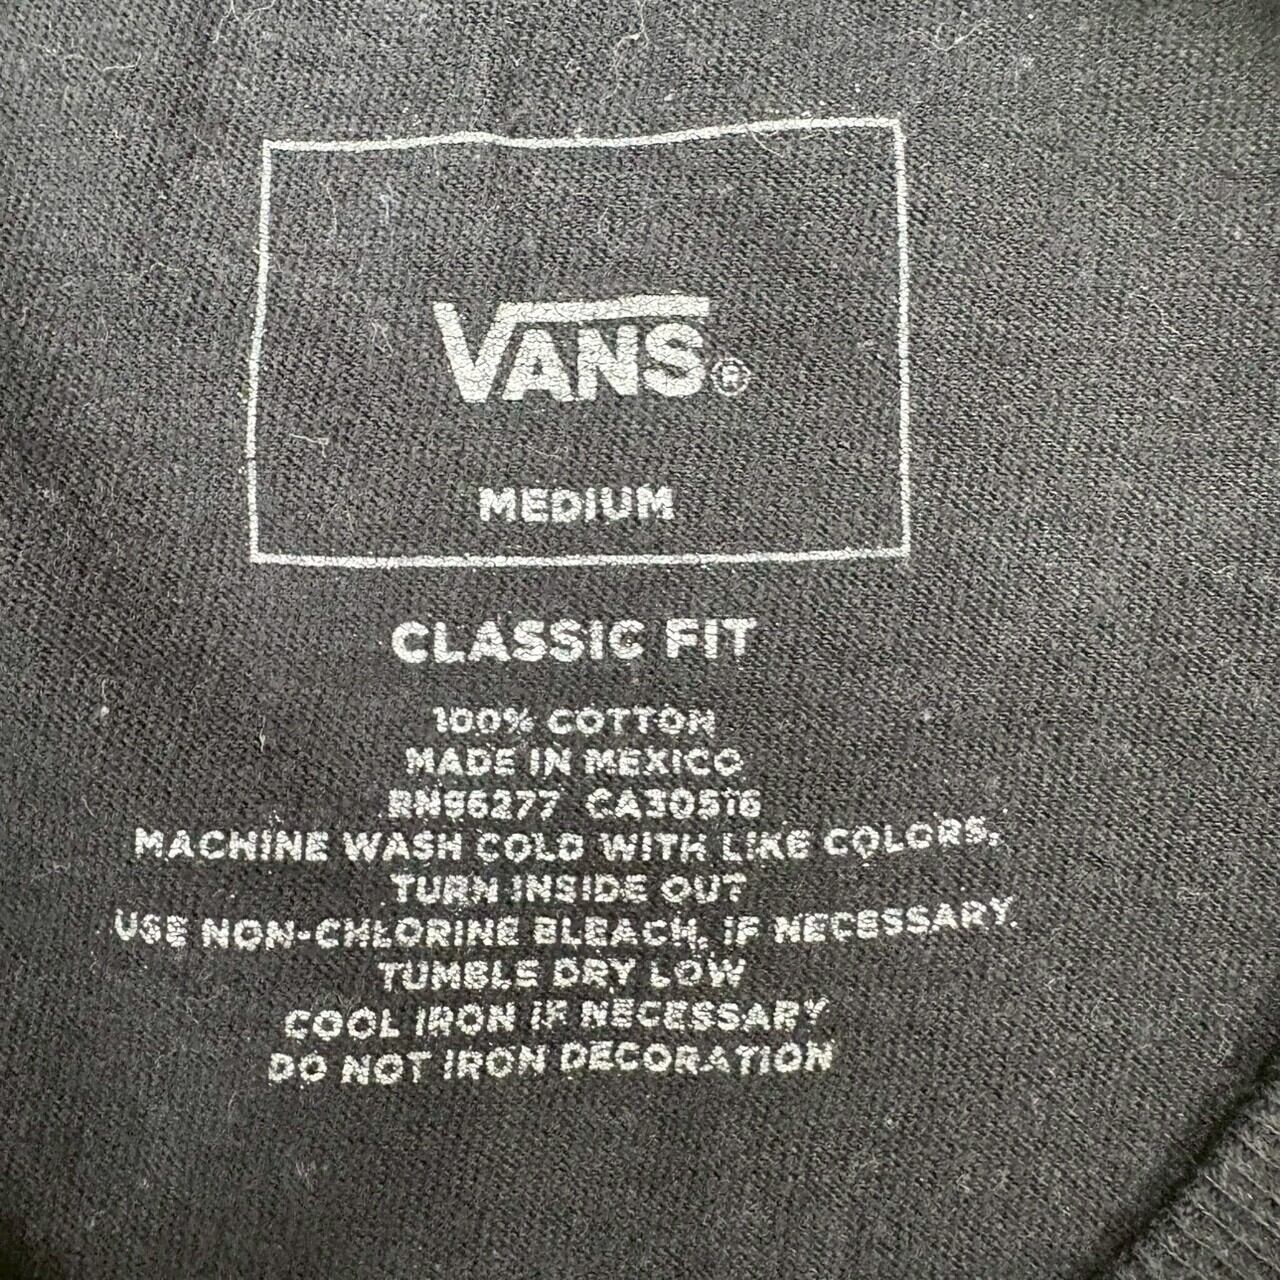 VANS®
MEDIUM
CLASSIC FIT
100% COTTON
MADE IN MEXICO
RN96277 CA30516
MACHINE WASH COLD WITH LIKE COLORS,
TURN INSIDE OUT
USE NON-CHLORINE BLEACH, IF NECESSARY.
TUMBLE DRY LOW
COOL IRON IF NECESSARY
DO NOT IRON DECORATION